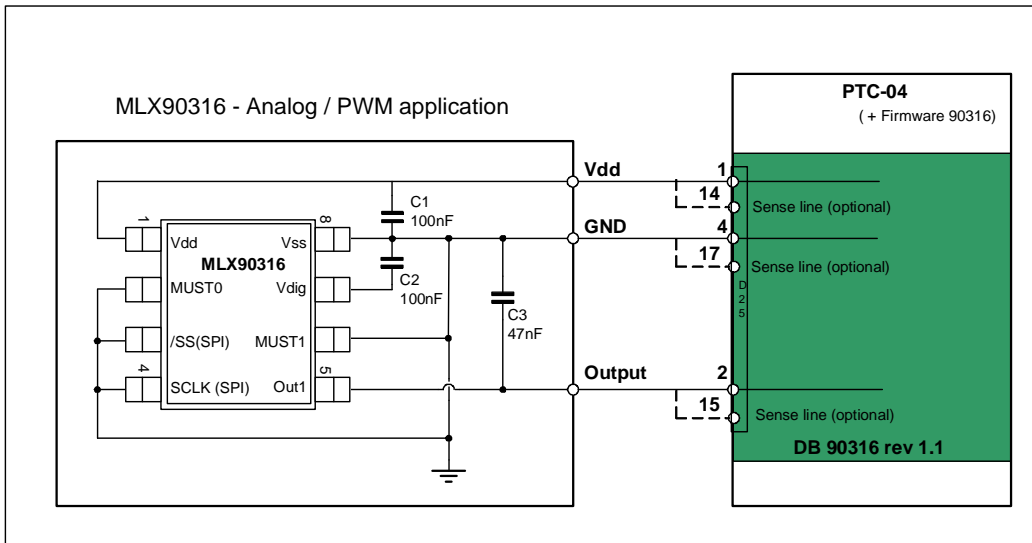 MLX90316 - Analog / PWM application
PTC-04
( + Firmware 90316)
Vdd
1
14
Sense line (optional)
C1
100nF
GND
4
17
Sense line (optional)
1
8
Vdd
Vss
MLX90316
C2
100nF
MUST0
Vdig
C3
47nF
D25
/SS(SPI)
MUST1
4
5
SCLK (SPI)
Out1
Output
2
15
Sense line (optional)
DB 90316 rev 1.1